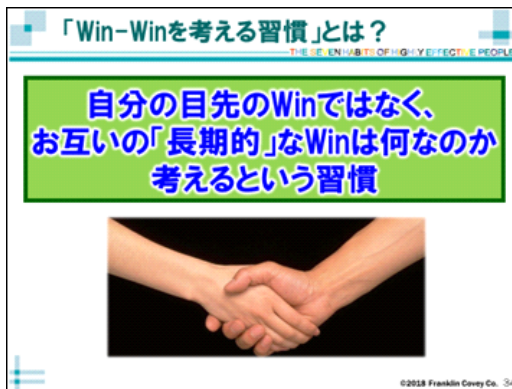 「Win-Winを考える習慣」とは？
THE SEVEN HABITS OF HIGHLY EFFECTIVE PEOPLE
自分の目先のWinではなく、
お互いの「長期的」なWinは何なのか
考えるという習慣
©2018 Franklin Covey Co.